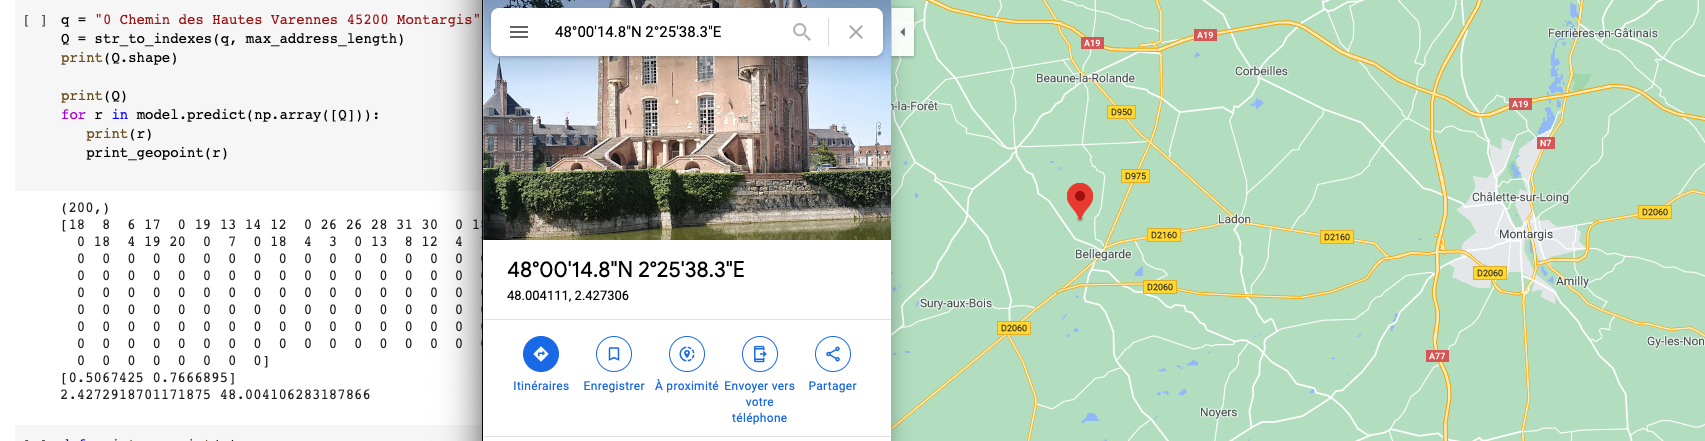 [ ] q = "0 Chemin des Hautes Varennes 45200 Montargis"
Q = str_to_indexes(q, max_address_length)
print(Q.shape)
print(Q)
for r in model.predict(np.array([Q])):
print(r)
print_geopoint(r)
(200,)
[18 8 6 17 0 19 13 14 12 0 26 26 28 31 30 0
0 18 4 19 20 0 7 0 18 4 3 0 13 8 12 4
0 0 0 0 0 0 0 0 0 0 0 0 0 0 0 0
0 0 0 0 0 0 0 0 0 0 0 0 0 0 0 0
0 0 0 0 0 0 0 0 0 0 0 0 0 0 0 0
0 0 0 0 0 0 0 0 0 0 0 0 0 0 0 0
0 0 0 0 0 0 0 0 0 0 0 0 0 0 0 0
0 0 0 0 0 0 0 0 0 0 0 0 0 0 0 0
0 0 0 0 0 0 0 0]
[0.5067425 0.7666895]
2.4272918701171875 48.004106283187866
48°00'14.8"N 2°25'38.3"E
48°00'14.8"N 2°25'38.3"E
48.004111, 2.427306
Itinéraires
Enregistrer
À proximité
Envoyer vers
votre
téléphone
Partager
A19
A19
Ferrières-en-Gâtinais
Beaune-la-Rolande
Corbeilles
n-la-Forêt
A19
D950
N7
D975
Châlette-sur-Loing
Ladon
D2060
D2160
D2160
Montargis
Bellegarde
D2060
Amilly
D2060
Sury-aux-Bois
D2060
Gy-les-Non
A77
Noyers